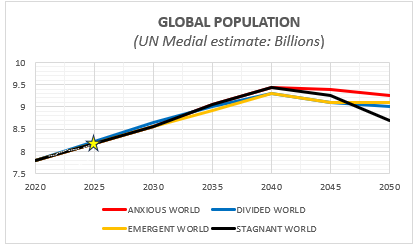 GLOBAL POPULATION
(UN Medial estimate: Billions)
10
9.5
9
8.5
8
7.5
2020 2025 2030 2035 2040 2045 2050
ANXIOUS WORLD DIVIDED WORLD
EMERGENT WORLD STAGNANT WORLD